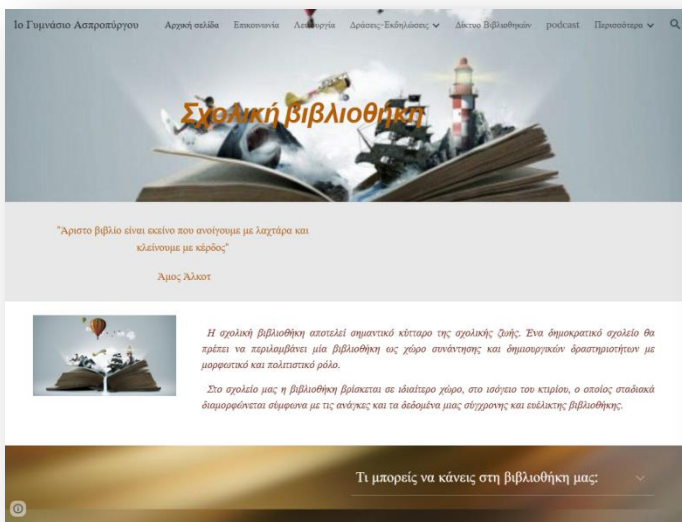 1ο Γυμνάσιο Ασπροπύργου
Αρχική σελίδα Επικοινωνία Λειτουργία Δράσεις-Εκδηλώσεις Δίκτυο Βιβλιοθηκών podcast Περισσότερα
Σχολική βιβλιοθήκη
"Άριστο βιβλίο είναι εκείνο που ανοίγουμε με λαχτάρα και
κλείνουμε με κέρδος"
Άμος Άλκοτ
Η σχολική βιβλιοθήκη αποτελεί σημαντικό κύτταρο της σχολικής ζωής. Ένα δημοκρατικό σχολείο θα
πρέπει να περιλαμβάνει μία βιβλιοθήκη ως χώρο συνάντησης και δημιουργικών δραστηριοτήτων με
μορφωτικό και πολιτιστικό ρόλο.
Στο σχολείο μας η βιβλιοθήκη βρίσκεται σε ιδιαίτερο χώρο, στο ισόγειο του κτιρίου, ο οποίος σταδιακά
διαμορφώνεται σύμφωνα με τις ανάγκες και τα δεδομένα μιας σύγχρονης και ευέλικτης βιβλιοθήκης.
Τι μπορείς να κάνεις στη βιβλιοθήκη μας: